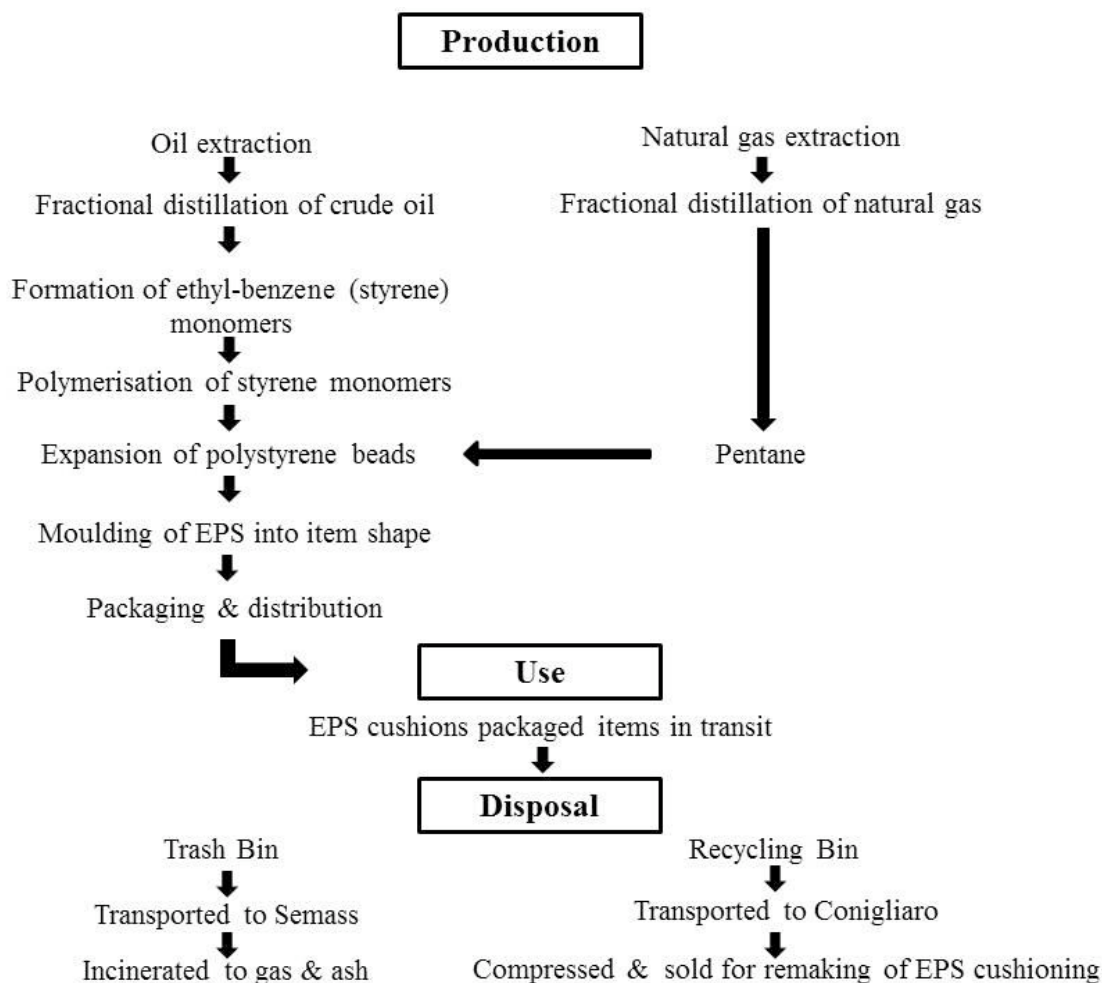 Production
Oil extraction
Natural gas extraction
Fractional distillation of crude oil
Fractional distillation of natural gas
Formation of ethyl-benzene (styrene)
monomers
Polymerisation of styrene monomers
Expansion of polystyrene beads
Pentane
Moulding of EPS into item shape
Packaging & distribution
Use
EPS cushions packaged items in transit
Disposal
Trash Bin
Recycling Bin
Transported to Semass
Transported to Conigliaro
Incinerated to gas & ash
Compressed & sold for remaking of EPS cushioning